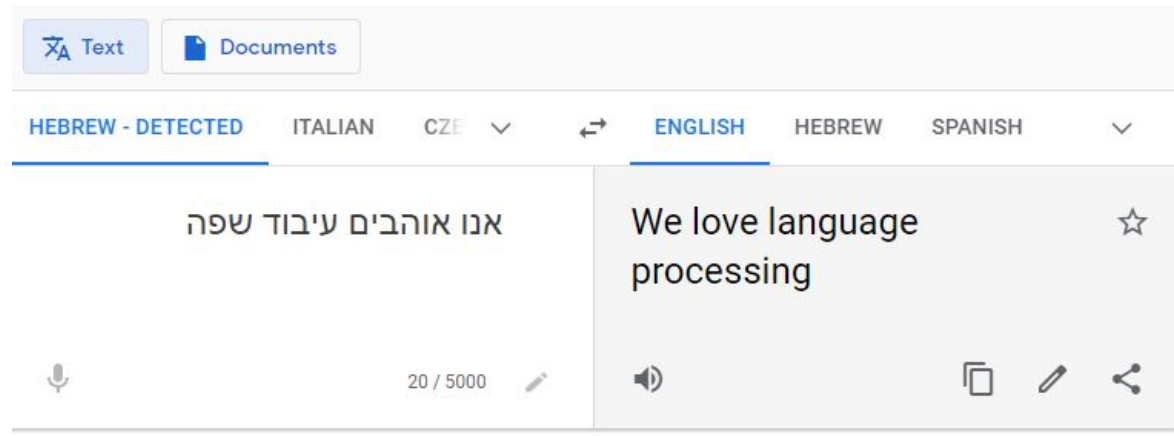 Text Documents
HEBREW - DETECTED ITALIAN ENGLISH HEBREW SPANISH
אנו אוהבים עיבוד שפה
We love language
processing
20 / 5000